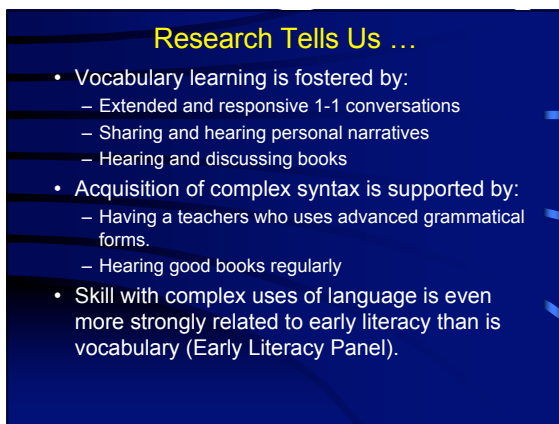 Research Tells Us …
• Vocabulary learning is fostered by:
– Extended and responsive 1-1 conversations
– Sharing and hearing personal narratives
– Hearing and discussing books
• Acquisition of complex syntax is supported by:
– Having a teachers who uses advanced grammatical
forms.
– Hearing good books regularly
• Skill with complex uses of language is even
more strongly related to early literacy than is
vocabulary (Early Literacy Panel).